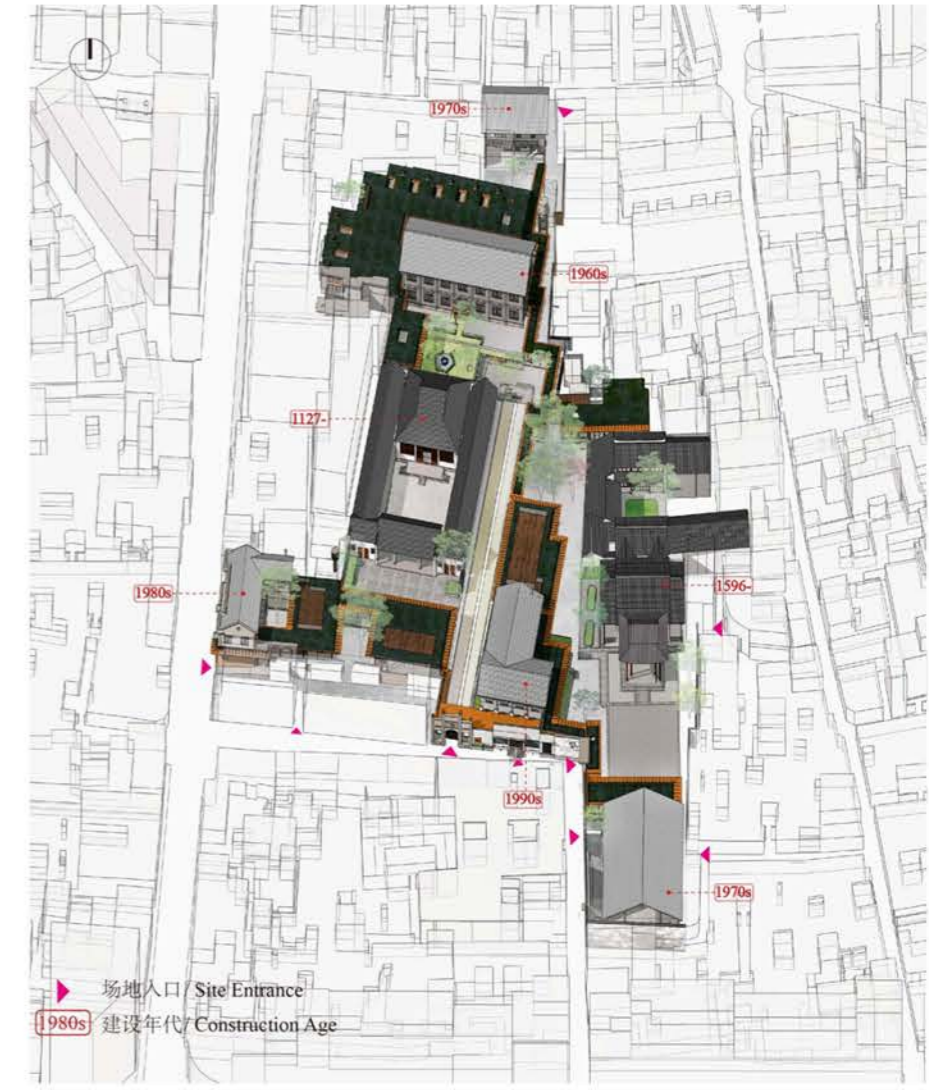 1970s
1960s
1127-
1980s
1596-
1990s
1970s
场地人口/ Site Entrance
1980s 建设年代/ Construction Age